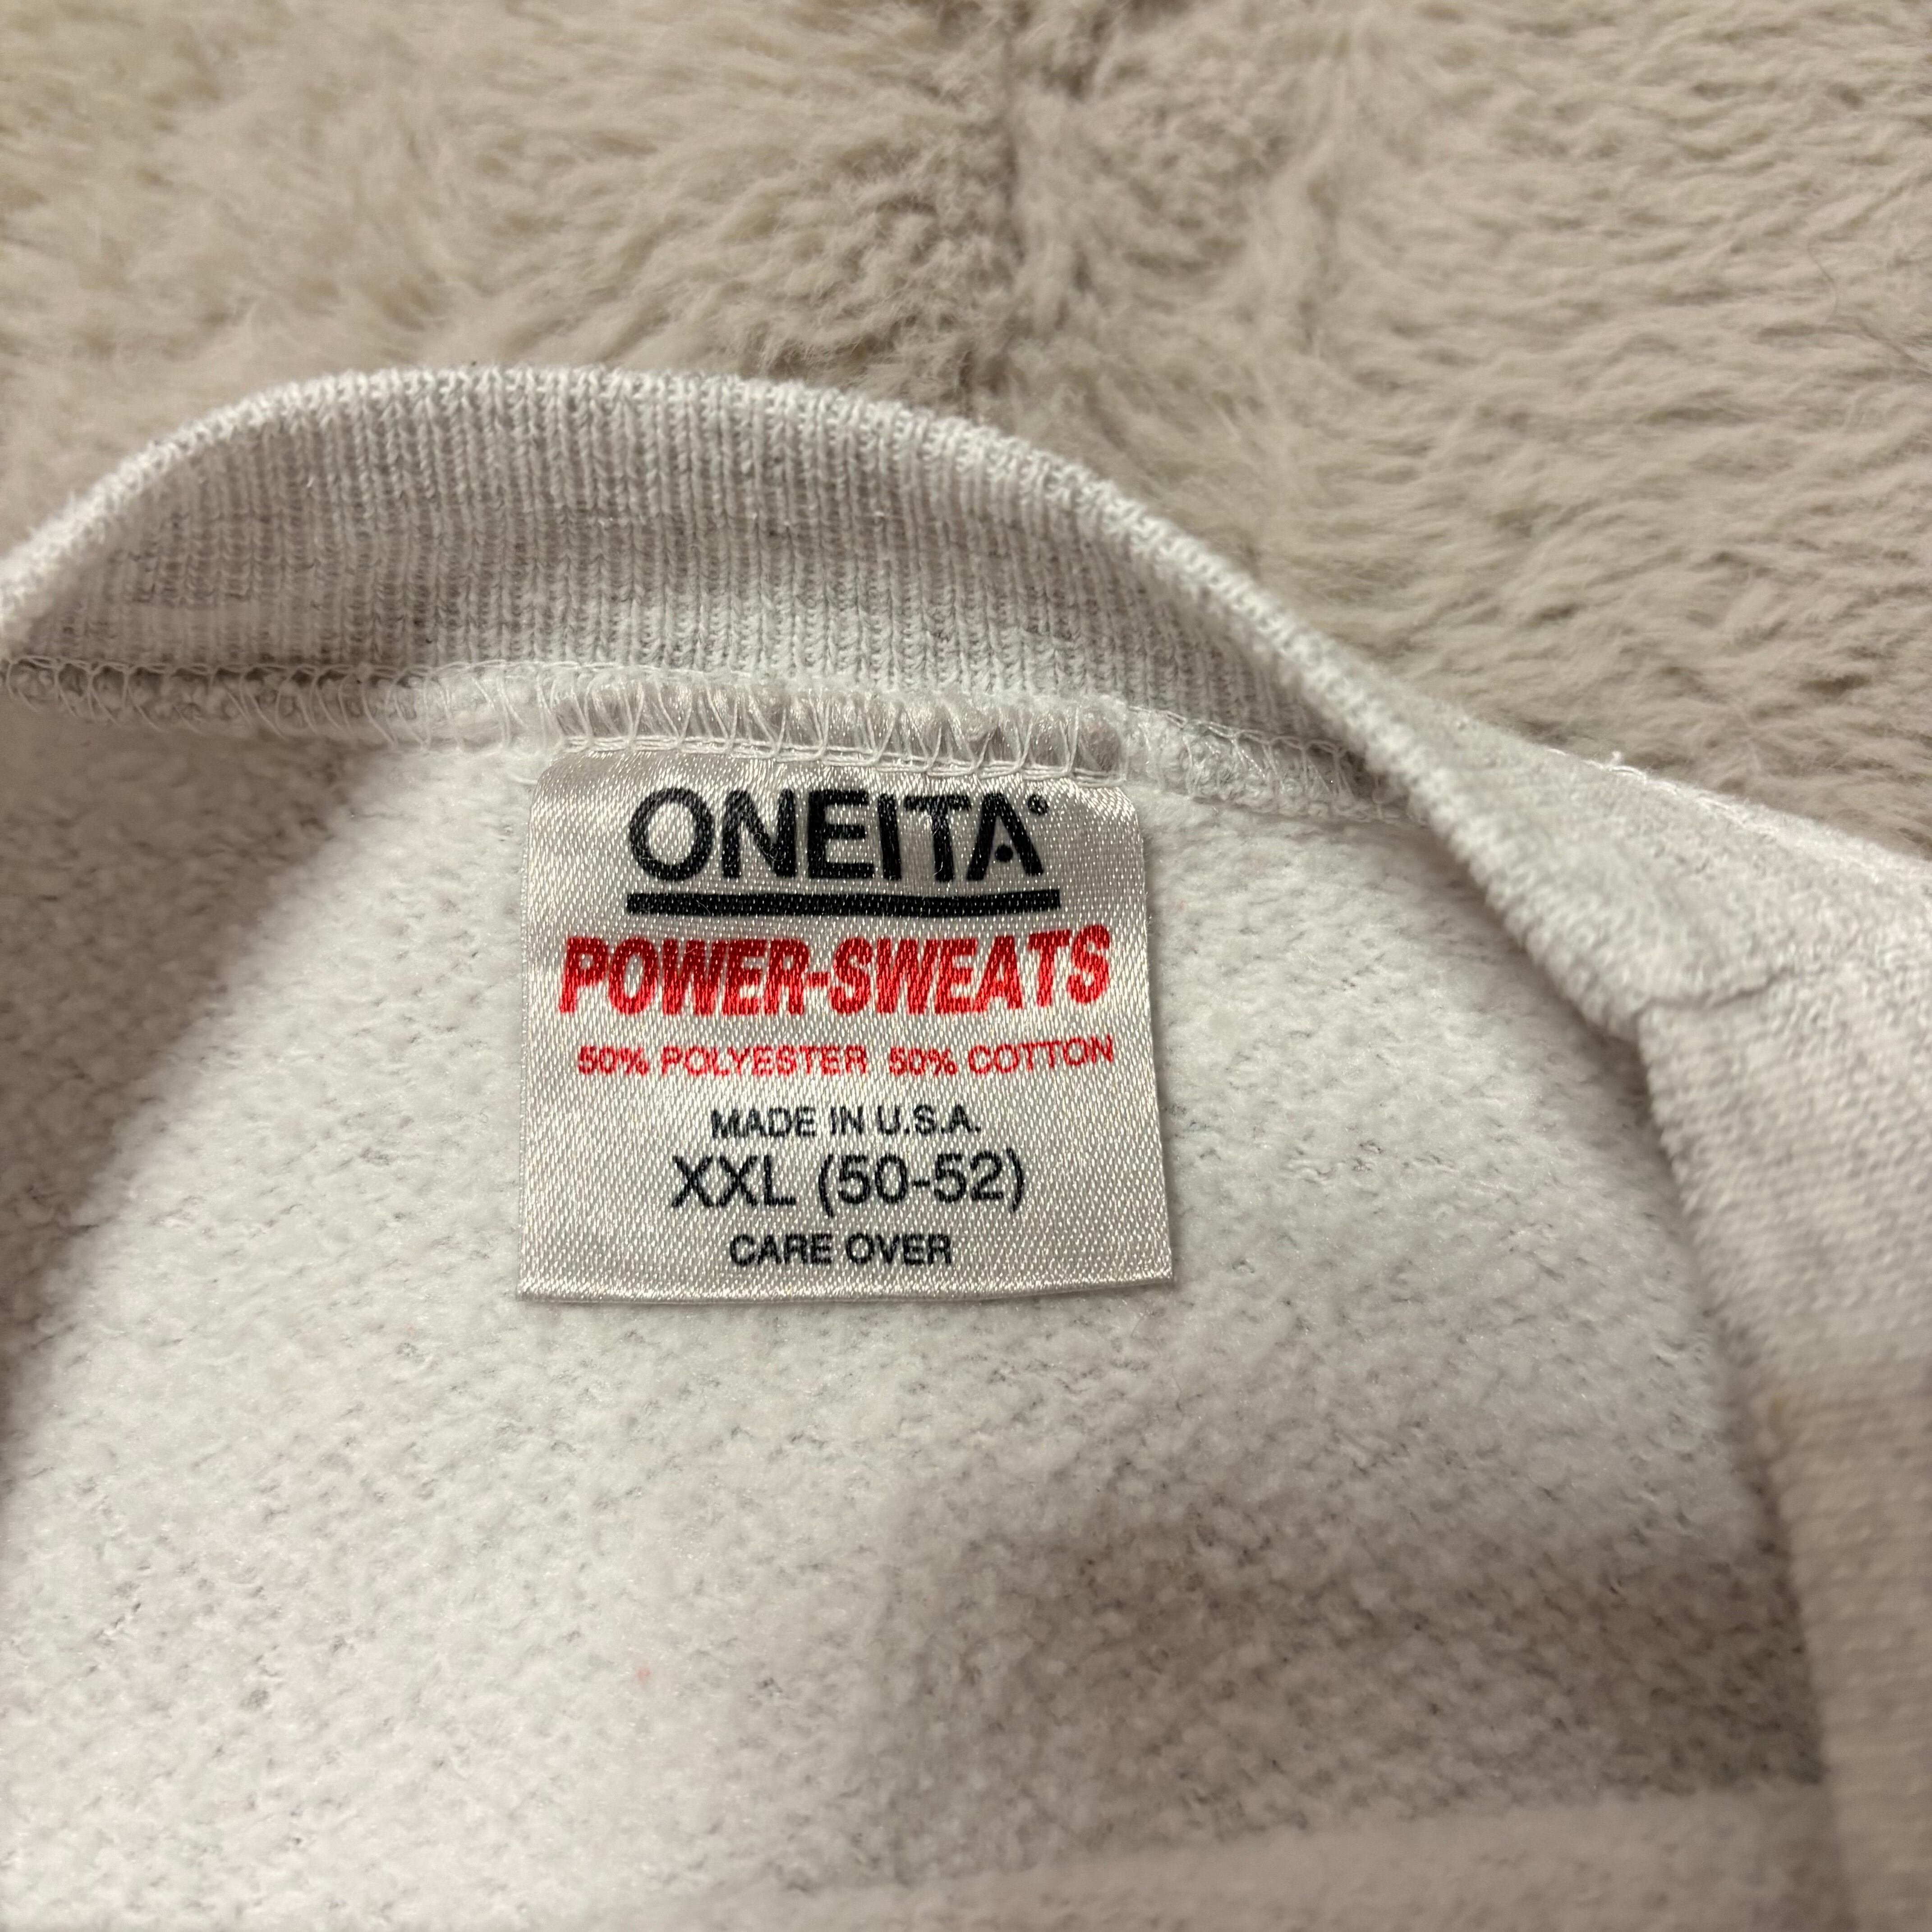 ONEITA®
POWER-SWEATS
50% POLYESTER 50% COTTON
MADE IN U.S.A.
XXL (50-52)
CARE OVER